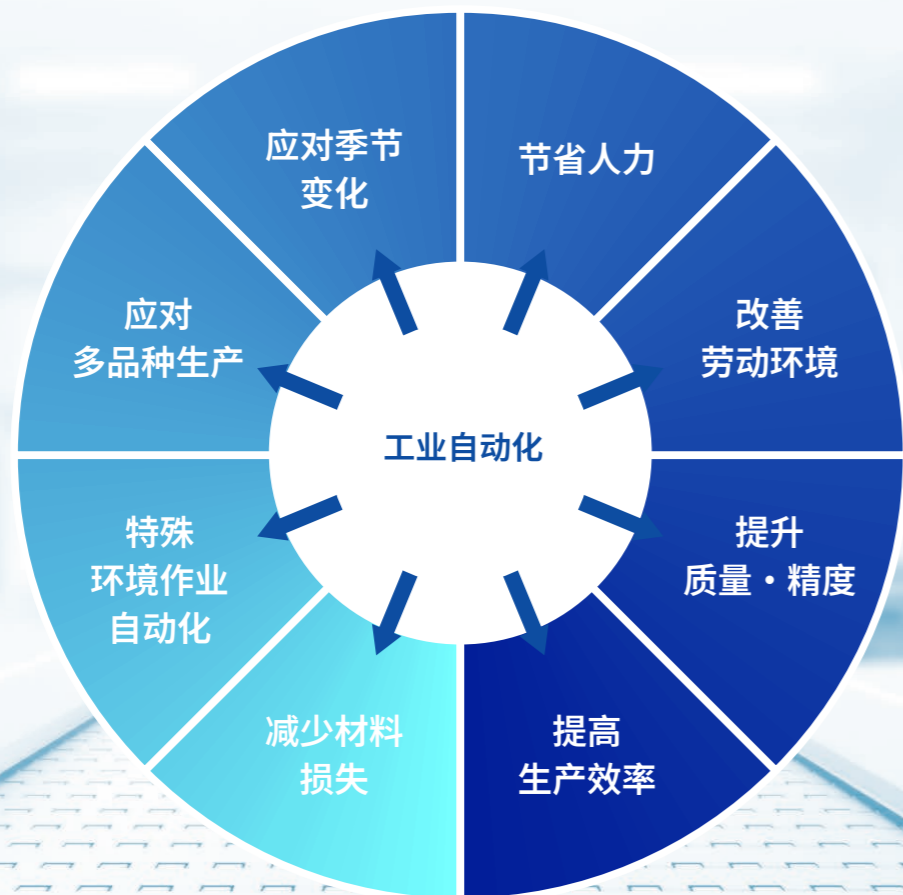 应对季节
变化
节省人力
应对
多品种生产
改善
劳动环境
工业自动化
特殊
环境作业
自动化
提升
质量・精度
减少材料
损失
提高
生产效率